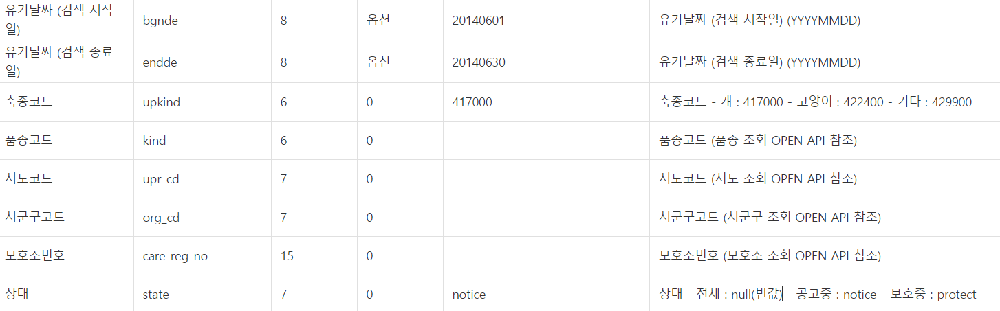 유기날짜 (검색 시작
일)
bgnde
8
옵션
20140601
유기날짜 (검색 시작일) (YYYYMMDD)
유기날짜 (검색 종료
일)
endde
8
옵션
20140630
유기날짜 (검색 종료일) (YYYYMMDD)
축종코드
upkind
6
0
417000
축종코드 - 개 : 417000 - 고양이 : 422400 - 기타 : 429900
품종코드
kind
6
0
품종코드 (품종 조회 OPEN API 참조)
시도코드
upr_cd
7
0
시도코드 (시도 조회 OPEN API 참조)
시군구코드
org_cd
7
0
시군구코드 (시군구 조회 OPEN API 참조)
보호소번호
care_reg_no
15
0
보호소번호 (보호소 조회 OPEN API 참조)
상태
state
7
0
notice
상태 - 전체 : null(빈값) - 공고중 : notice - 보호중 : protect